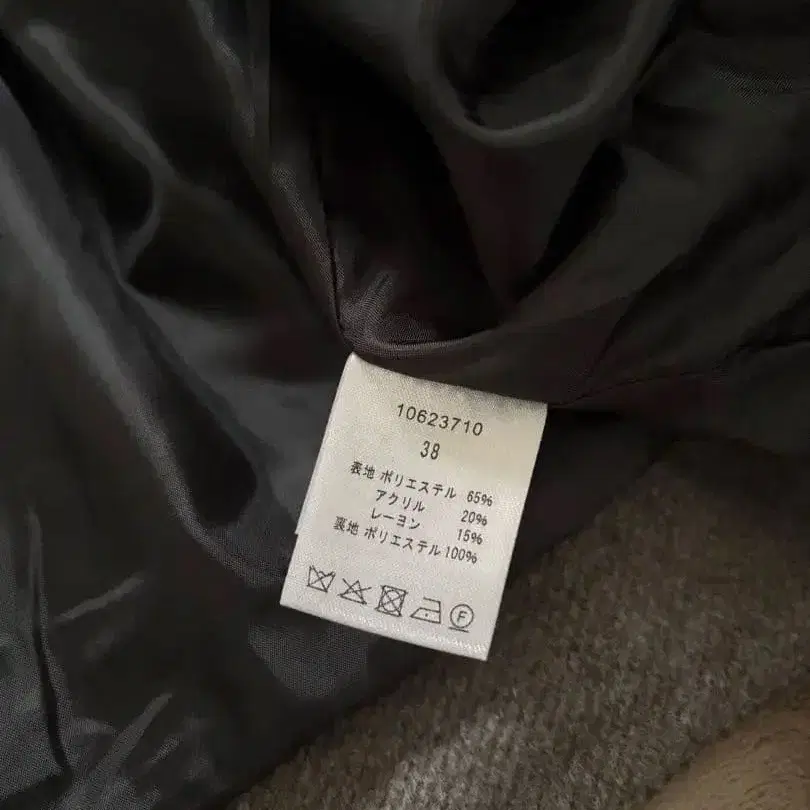 10623710
38
表地 ポリエステル 65%
アクリル 20%
レーヨン 15%
裏地 ポリエステル 100%
F